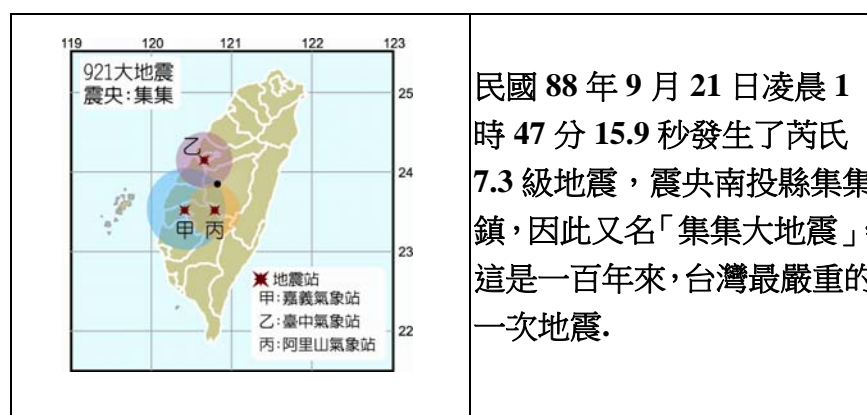 119 120 121 122 123
921大地震
震央:集集
25
乙
24
甲 丙
23
地震站
甲:嘉義氣象站
乙:臺中氣象站
22
丙:阿里山氣象站
民國 88 年 9 月 21 日凌晨 1
時 47 分 15.9 秒發生了芮氏
7.3 級地震，震央南投縣集集
鎮，因此又名「集集大地震」
這是一百年來，台灣最嚴重的
一次地震.